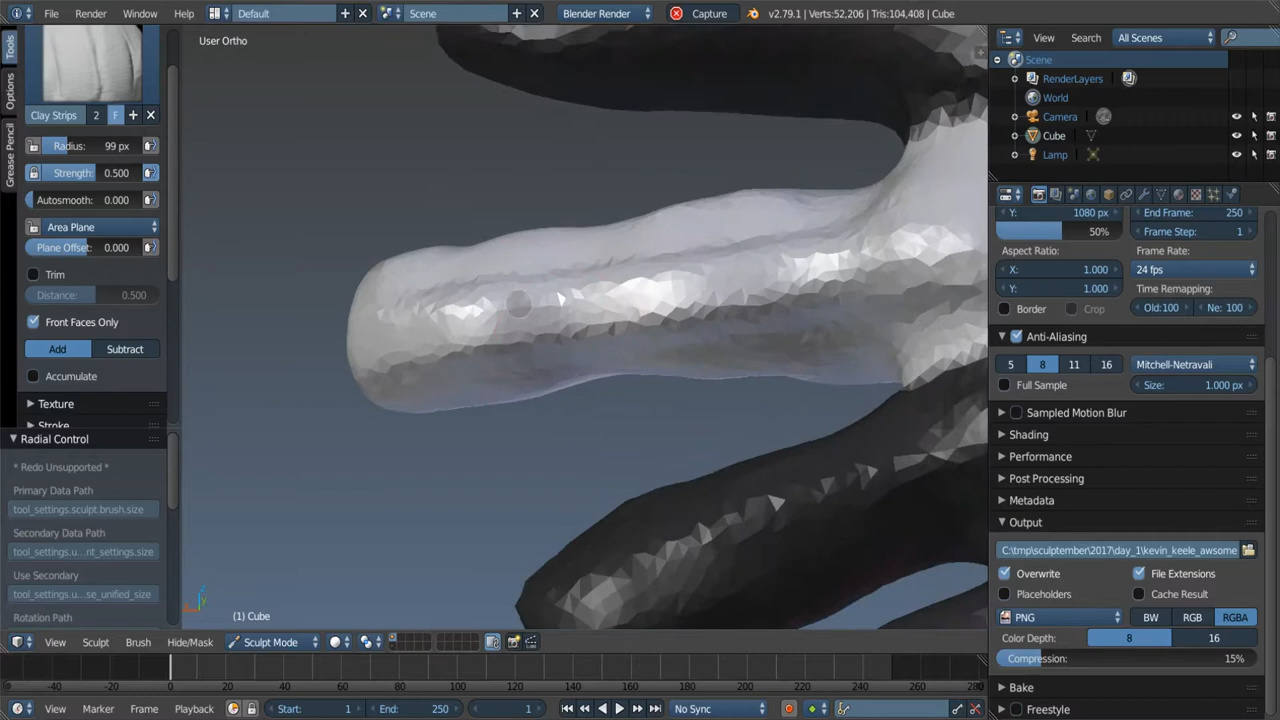 File Render Window Help Default Scene Blender Render Capture v2.79.1 | Verts:52,206 | Tris:104,408 | Cube
Tools
Options
Grease Pencil
Clay Strips 2 F
Radius: 99 px
Strength: 0.500
Autosmooth: 0.000
Area Plane
Plane Offset: 0.000
Trim
Distance: 0.500
Front Faces Only
Add Subtract
Accumulate
Texture
Stroke
Radial Control
* Redo Unsupported *
Primary Data Path
tool_settings.sculpt.brush.size
Secondary Data Path
tool_settings.u...nt_settings.size
Use Secondary
tool_settings.u...se_unified_size
Rotation Path
User Ortho
(1) Cube
View Search All Scenes
Scene
RenderLayers
World
Camera
Cube
Lamp
Y: 1080 px End Frame: 250
50% Frame Step: 1
Aspect Ratio: Frame Rate:
X: 1.000 24 fps
Y: 1.000 Time Remapping:
Border Crop Old:100 Ne: 100
Anti-Aliasing
5 8 11 16 Mitchell-Netravali
Full Sample Size: 1.000 px
Sampled Motion Blur
Shading
Performance
Post Processing
Metadata
Output
C:\tmp\sculptember\2017\day_1\kevin_keele_awsome
Overwrite File Extensions
Placeholders Cache Result
PNG BW RGB RGBA
Color Depth: 8 16
Compression: 15%
Bake
Freestyle
View Sculpt Brush Hide/Mask Sculpt Mode
-40 -20 0 20 40 60 80 100 120 140 160 180 200 220 240 260 280
View Marker Frame Playback Start: 1 End: 250 1 No Sync